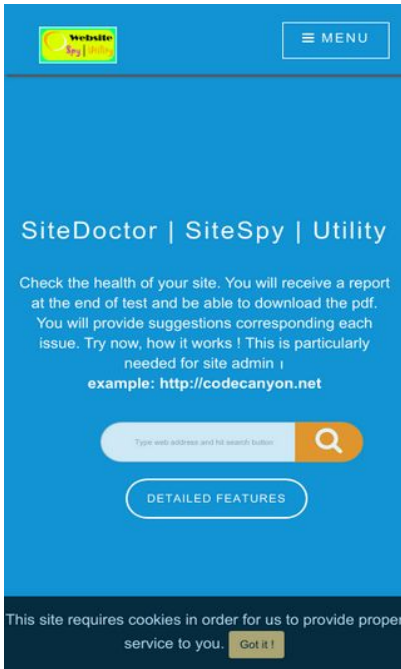 Website
Spy | Utility
MENU
SiteDoctor | SiteSpy | Utility
Check the health of your site. You will receive a report
at the end of test and be able to download the pdf.
You will provide suggestions corresponding each
issue. Try now, how it works ! This is particularly
needed for site admin ।
example: http://codecanyon.net
Type web address and hit search button
DETAILED FEATURES
This site requires cookies in order for us to provide proper
service to you. Got it !